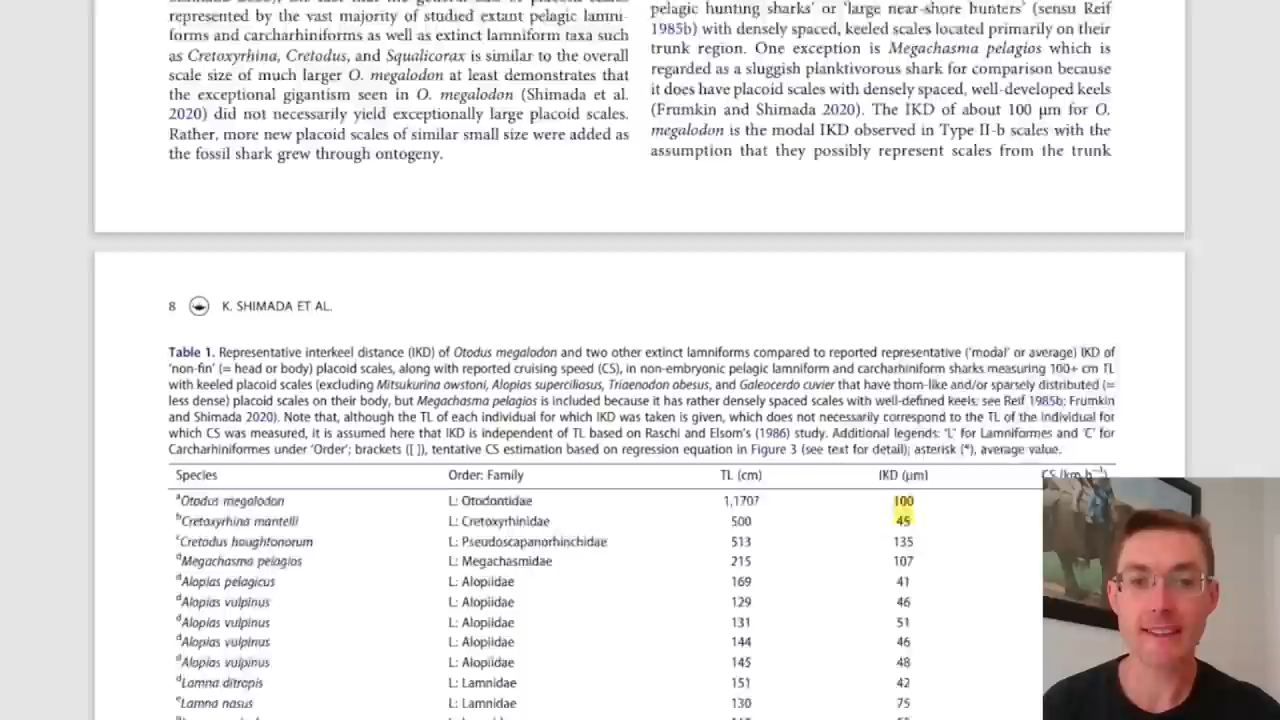 represented by the vast majority of studied extant pelagic lamni-
forms and carcharhiniforms as well as extinct lamniform taxa such
as Cretoxyrhina, Cretodus, and Squalicorax is similar to the overall
scale size of much larger O. megalodon at least demonstrates that
the exceptional gigantism seen in O. megalodon (Shimada et al.
2020) did not necessarily yield exceptionally large placoid scales.
Rather, more new placoid scales of similar small size were added as
the fossil shark grew through ontogeny.
pelagic hunting sharks' or 'large near-shore hunters' (sensu Reif
1985b) with densely spaced, keeled scales located primarily on their
trunk region. One exception is Megachasma pelagios which is
regarded as a sluggish planktivorous shark for comparison because
it does have placoid scales with densely spaced, well-developed keels
(Frumkin and Shimada 2020). The IKD of about 100 μm for O.
megalodon is the modal IKD observed in Type II-b scales with the
assumption that they possibly represent scales from the trunk
8 K. SHIMADA ET AL.
Table 1. Representative interkeel distance (IKD) of Otodus megalodon and two other extinct lamniforms compared to reported representative ('modal' or average) IKD of
'non-fin' (= head or body) placoid scales, along with reported cruising speed (CS), in non-embryonic pelagic lamniform and carcharhiniform sharks measuring 100+ cm TL
with keeled placoid scales (excluding Mitsukurina owstoni, Alopias superciliosus, Triaenodon obesus, and Galeocerdo cuvier that have thorn-like and/or sparsely distributed (=
less dense) placoid scales on their body, but Megachasma pelagios is included because it has rather densely spaced scales with well-defined keels: see Reif 1985b; Frumkin
and Shimada 2020). Note that, although the TL of each individual for which IKD was taken is given, which does not necessarily correspond to the TL of the individual for
which CS was measured, it is assumed here that IKD is independent of TL based on Raschi and Elsom's (1986) study. Additional legends: 'L' for Lamniformes and 'C' for
Carcharhiniformes under 'Order'; brackets ([ ]), tentative CS estimation based on regression equation in Figure 3 (see text for detail); asterisk (*), average value.
Species Order: Family TL (cm) IKD (μm) CS (km h⁻¹)
ᵃOtodus megalodon L: Otodontidae 1,170? 100
ᵇCretoxyrhina mantelli L: Cretoxyrhinidae 500 45
ᶜCretodus houghtonorum L: Pseudoscapanorhinchidae 513 135
ᵈMegachasma pelagios L: Megachasmidae 215 107
ᵈAlopias pelagicus L: Alopiidae 169 41
ᵈAlopias vulpinus L: Alopiidae 129 46
ᵈAlopias vulpinus L: Alopiidae 131 51
ᵈAlopias vulpinus L: Alopiidae 144 46
ᵈAlopias vulpinus L: Alopiidae 145 48
ᵈLamna ditropis L: Lamnidae 151 42
ᵉLamna nasus L: Lamnidae 130 75